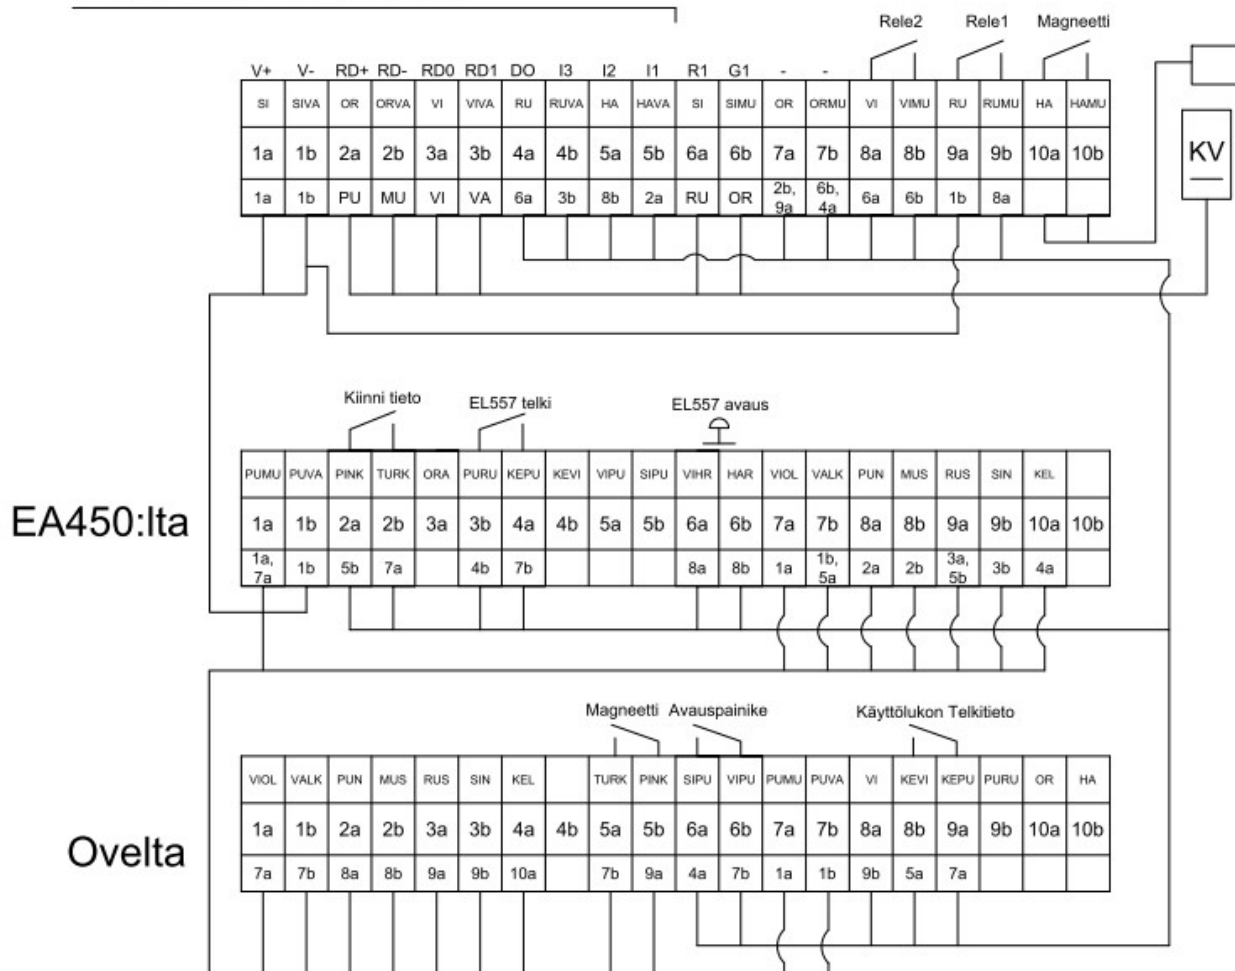 Rele2 Rele1 Magneetti
V+ V- RD+ RD- RD0 RD1 DO I3 I2 I1 R1 G1 - -
SI SIVA OR ORVA VI VIVA RU RUVA HA HAVA SI SIMU OR ORMU VI VIMU RU RUMU HA HAMU
1a 1b 2a 2b 3a 3b 4a 4b 5a 5b 6a 6b 7a 7b 8a 8b 9a 9b 10a 10b
KV
1a 1b PU MU VI VA 6a 3b 8b 2a RU OR 2b, 9a 6b, 4a 6a 6b 1b 8a
Kiinni tieto EL557 telki EL557 avaus
PUMU PUVA PINK TURK ORA PURU KEPU KEVI VIPU SIPU VIHR HAR VIOL VALK PUN MUS RUS SIN KEL
EA450:lta
1a 1b 2a 2b 3a 3b 4a 4b 5a 5b 6a 6b 7a 7b 8a 8b 9a 9b 10a 10b
1a, 7a 1b 5b 7a 4b 7b 8a 8b 1a 1b, 5a 2a 2b 3a, 5b 3b 4a
Magneetti Avauspainike Käyttölukon Telkitieto
VIOL VALK PUN MUS RUS SIN KEL TURK PINK SIPU VIPU PUMU PUVA VI KEVI KEPU PURU OR HA
Ovelta
1a 1b 2a 2b 3a 3b 4a 4b 5a 5b 6a 6b 7a 7b 8a 8b 9a 9b 10a 10b
7a 7b 8a 8b 9a 9b 10a 7b 9a 4a 7b 1a 1b 9b 5a 7a